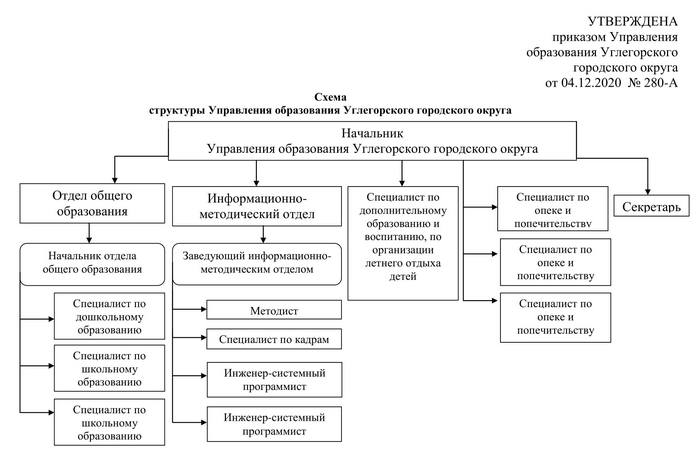 УТВЕРЖДЕНА
приказом Управления
образования Углегорского
городского округа
от 04.12.2020 № 280-А
Схема
структуры Управления образования Углегорского городского округа
Начальник
Управления образования Углегорского городского округа
Отдел общего
образования
Информационно-
методический отдел
Специалист по
дополнительному
образованию и
воспитанию, по
организации
летнего отдыха
детей
Специалист по
опеке и
попечительству
Секретарь
Начальник отдела
общего образования
Заведующий информационно-
методическим отделом
Специалист по
опеке и
попечительству
Специалист по
дошкольному
образованию
Методист
Специалист по
опеке и
попечительству
Специалист по кадрам
Специалист по
школьному
образованию
Инженер-системный
программист
Специалист по
школьному
образованию
Инженер-системный
программист